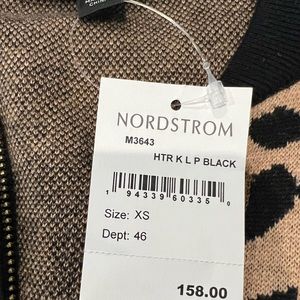 NORDSTROM
M3643
HTR K L P BLACK
1 94339 60335 0
Size: XS
Dept: 46
158.00